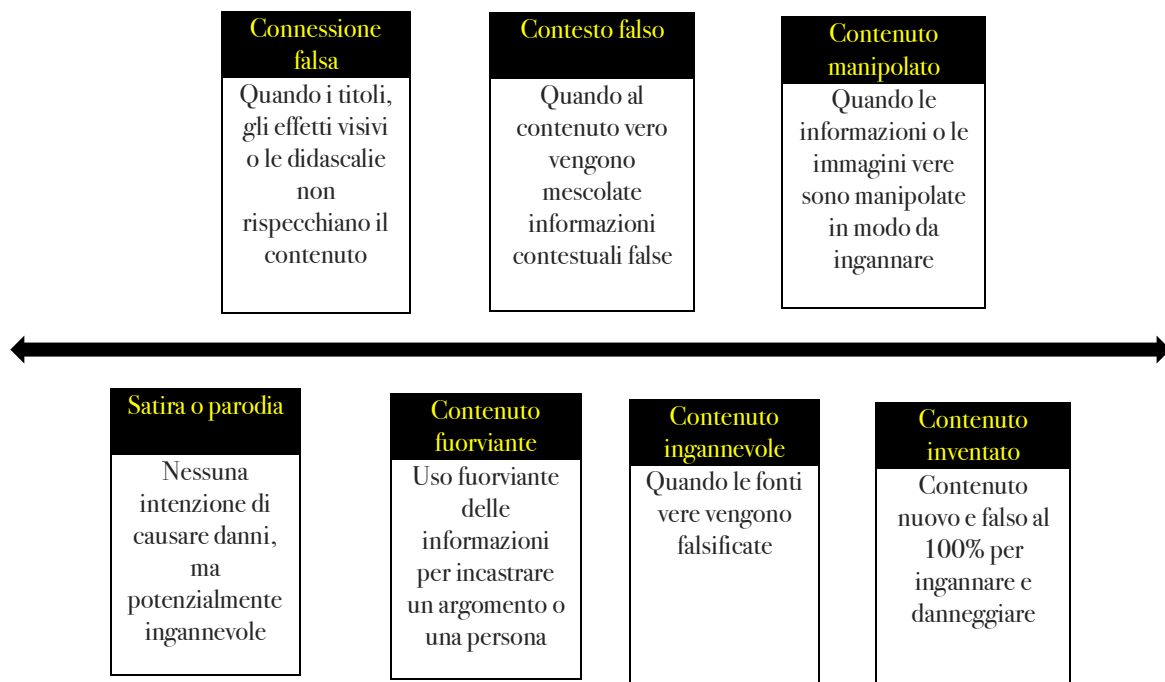 Connessione
falsa
Quando i titoli,
gli effetti visivi
o le didascalie
non
rispecchiano il
contenuto
Contesto falso
Quando al
contenuto vero
vengono
mescolate
informazioni
contestuali false
Contenuto
manipolato
Quando le
informazioni o le
immagini vere
sono manipolate
in modo da
ingannare
Satira o parodia
Nessuna
intenzione di
causare danni,
ma
potenzialmente
ingannevole
Contenuto
fuorviante
Uso fuorviante
delle
informazioni
per incastrare
un argomento o
una persona
Contenuto
ingannevole
Quando le fonti
vere vengono
falsificate
Contenuto
inventato
Contenuto
nuovo e falso al
100% per
ingannare e
danneggiare